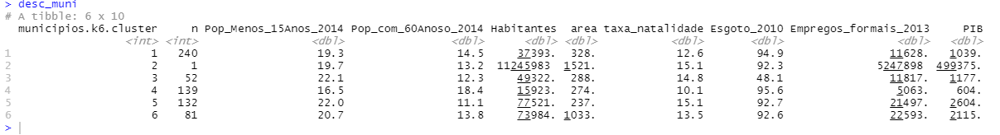 > desc_muni
# A tibble: 6 x 10
municipios.k6.cluster n Pop_Menos_15Anos_2014 Pop_com_60Anoso_2014 Habitantes area taxa_natalidade Esgoto_2010 Empregos_formais_2013 PIB
<int> <int> <dbl> <dbl> <dbl> <dbl> <dbl> <dbl> <dbl> <dbl>
1 1 240 19.3 14.5 37393. 328. 12.6 94.9 11628. 1039.
2 2 1 19.7 13.2 11245983 1521. 15.1 92.3 5247898 499375.
3 3 52 22.1 12.3 49322. 288. 14.8 48.1 11817. 1177.
4 4 139 16.5 18.4 15923. 274. 10.1 95.6 5063. 604.
5 5 132 22.0 11.1 77521. 237. 15.1 92.7 21497. 2604.
6 6 81 20.7 13.8 73984. 1033. 13.5 92.6 22593. 2115.
>